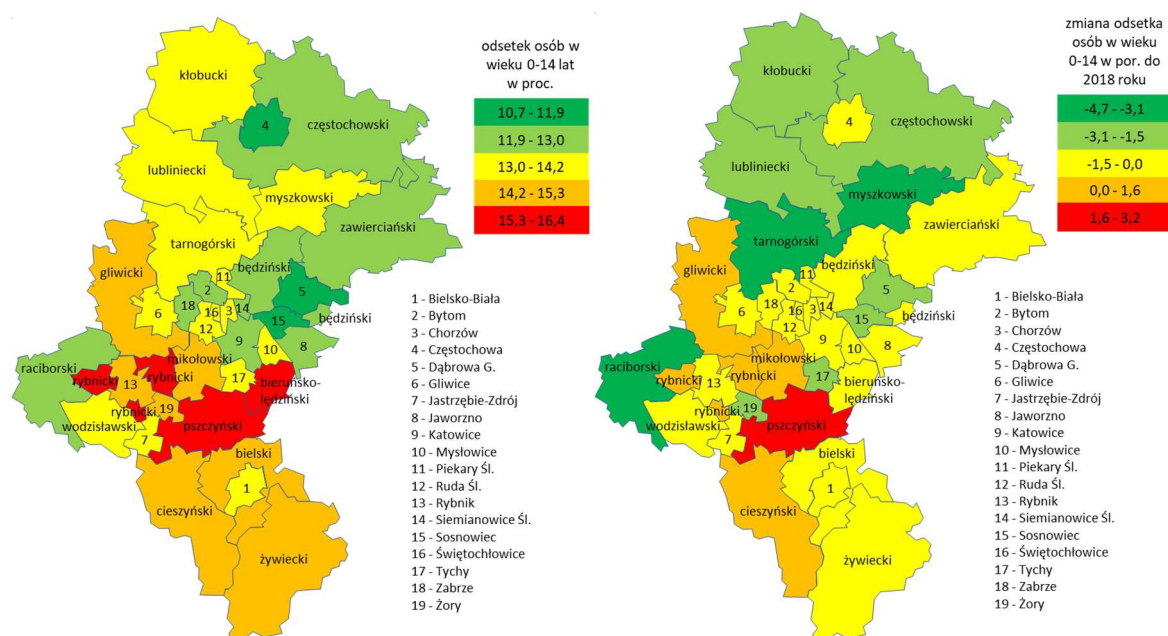 odsetek osób w
wieku 0-14 lat
w proc.
10,7 - 11,9
11,9 - 13,0
13,0 - 14,2
14,2 - 15,3
15,3 - 16,4
kłobucki
4
częstochowski
lubliniecki
myszkowski
zawierciański
tarnogórski
gliwicki
będziński
11
2
5
18
16
3
14
6
12
15
będziński
9
10
8
mikołowski
raciborski
rybnicki
13
rybnicki
17
bieruńsko-
lędziński
rybnicki
19
wodzisławski
pszczyński
7
bielski
1
cieszyński
żywiecki
1 - Bielsko-Biała
2 - Bytom
3 - Chorzów
4 - Częstochowa
5 - Dąbrowa G.
6 - Gliwice
7 - Jastrzębie-Zdrój
8 - Jaworzno
9 - Katowice
10 - Mysłowice
11 - Piekary Śl.
12 - Ruda Śl.
13 - Rybnik
14 - Siemianowice Śl.
15 - Sosnowiec
16 - Świętochłowice
17 - Tychy
18 - Zabrze
19 - Żory
zmiana odsetka
osób w wieku
0-14 w por. do
2018 roku
-4,7 - -3,1
-3,1 - -1,5
-1,5 - 0,0
0,0 - 1,6
1,6 - 3,2
kłobucki
4
częstochowski
lubliniecki
myszkowski
zawierciański
tarnogórski
gliwicki
będziński
11
2
5
18
16
3
14
6
12
15
będziński
9
10
8
mikołowski
raciborski
rybnicki
13
rybnicki
17
bieruńsko-
lędziński
rybnicki
19
wodzisławski
pszczyński
7
bielski
1
cieszyński
żywiecki
1 - Bielsko-Biała
2 - Bytom
3 - Chorzów
4 - Częstochowa
5 - Dąbrowa G.
6 - Gliwice
7 - Jastrzębie-Zdrój
8 - Jaworzno
9 - Katowice
10 - Mysłowice
11 - Piekary Śl.
12 - Ruda Śl.
13 - Rybnik
14 - Siemianowice Śl.
15 - Sosnowiec
16 - Świętochłowice
17 - Tychy
18 - Zabrze
19 - Żory